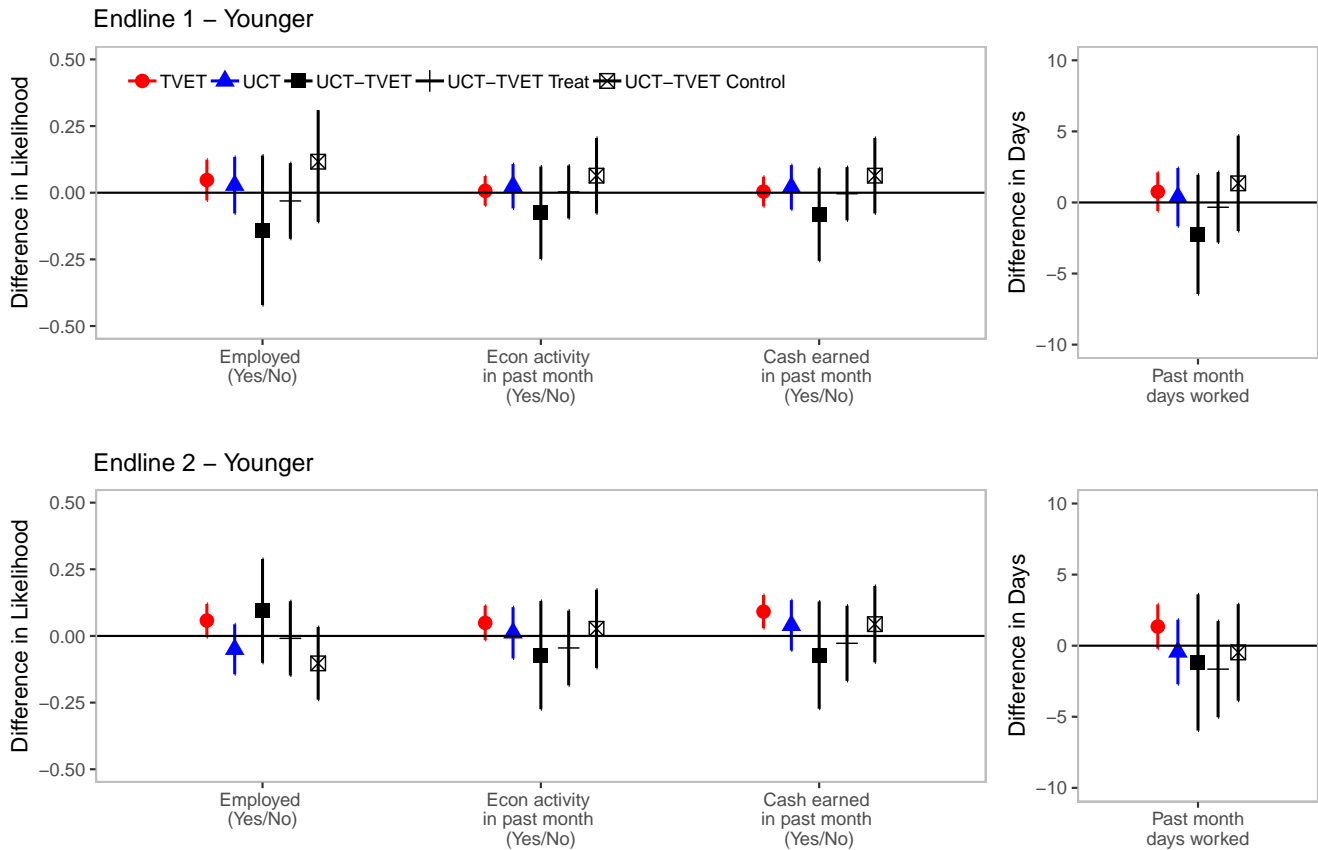 Endline 1 − Younger
Difference in Likelihood
0.50
0.25
0.00
−0.25
−0.50
TVET UCT UCT−TVET UCT−TVET Treat UCT−TVET Control
Employed
(Yes/No)
Econ activity
in past month
(Yes/No)
Cash earned
in past month
(Yes/No)
Difference in Days
10
5
0
−5
−10
Past month
days worked
Endline 2 − Younger
Difference in Likelihood
0.50
0.25
0.00
−0.25
−0.50
Employed
(Yes/No)
Econ activity
in past month
(Yes/No)
Cash earned
in past month
(Yes/No)
Difference in Days
10
5
0
−5
−10
Past month
days worked